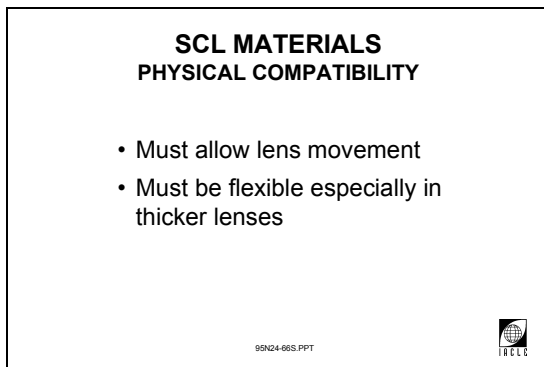 SCL MATERIALS
PHYSICAL COMPATIBILITY
• Must allow lens movement
• Must be flexible especially in
thicker lenses
95N24-66S.PPT
IACLE